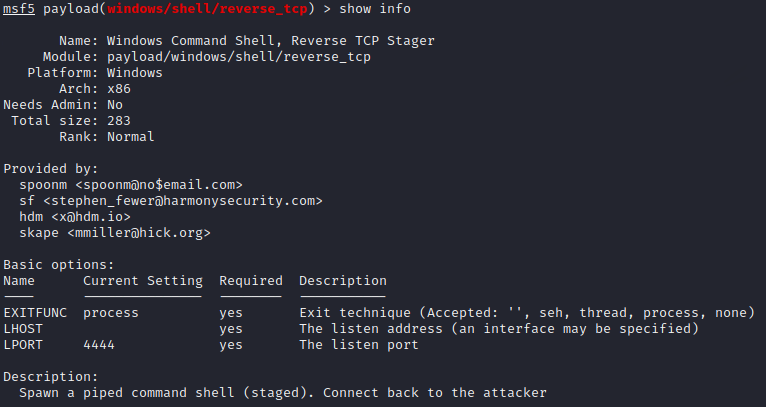 msf5 payload(windows/shell/reverse_tcp) > show info
Name: Windows Command Shell, Reverse TCP Stager
Module: payload/windows/shell/reverse_tcp
Platform: Windows
Arch: x86
Needs Admin: No
Total size: 283
Rank: Normal
Provided by:
spoonm <spoonm@no$email.com>
sf <stephen_fewer@harmonysecurity.com>
hdm <x@hdm.io>
skape <mmiller@hick.org>
Basic options:
Name Current Setting Required Description
---- --------------- -------- -----------
EXITFUNC process yes Exit technique (Accepted: '', seh, thread, process, none)
LHOST yes The listen address (an interface may be specified)
LPORT 4444 yes The listen port
Description:
Spawn a piped command shell (staged). Connect back to the attacker